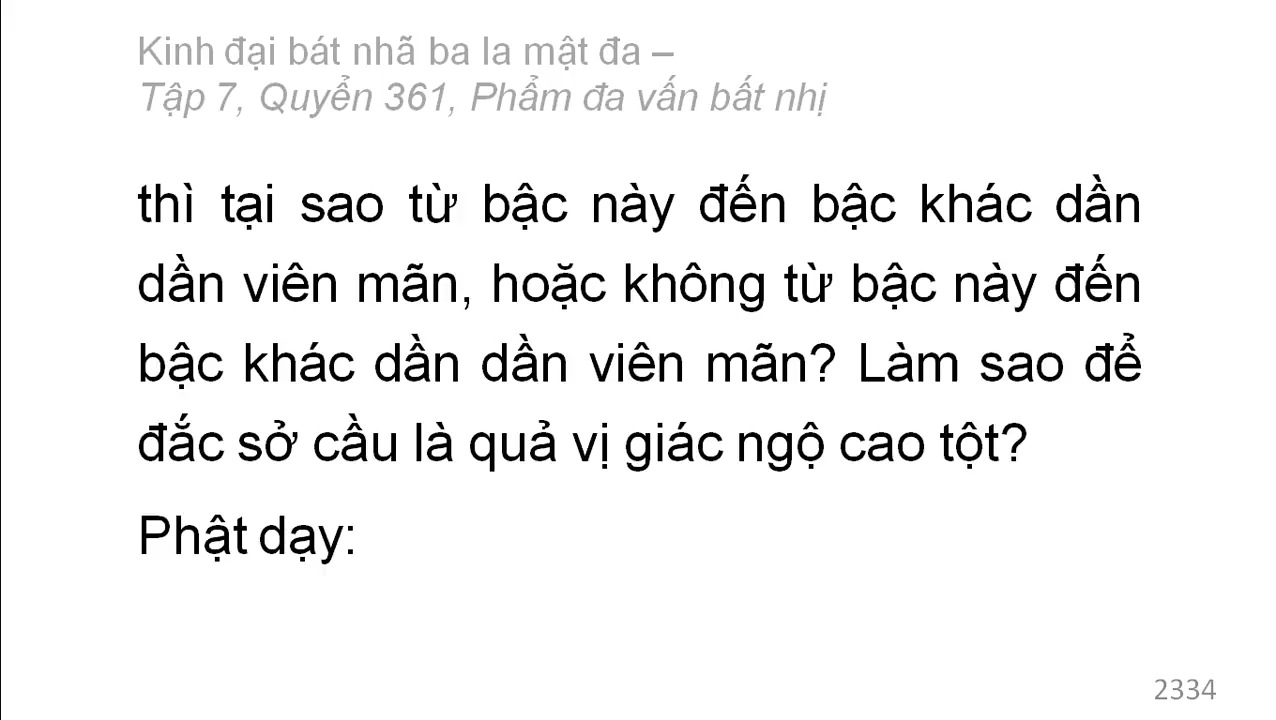 Kinh đại bát nhã ba la mật đa –
Tập 7, Quyển 361, Phẩm đa vấn bất nhị
thì tại sao từ bậc này đến bậc khác dần
dần viên mãn, hoặc không từ bậc này đến
bậc khác dần dần viên mãn? Làm sao để
đắc sở cầu là quả vị giác ngộ cao tột?
Phật dạy:
2334